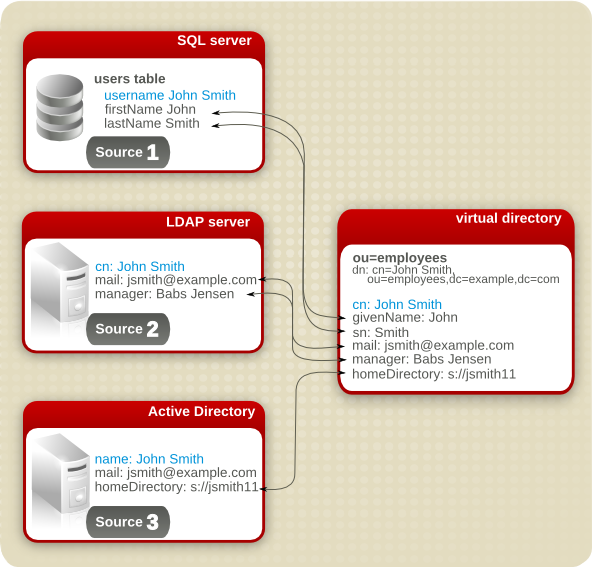 SQL server
users table
username John Smith
firstName John
lastName Smith
Source 1
LDAP server
cn: John Smith
mail: jsmith@example.com
manager: Babs Jensen
Source 2
Active Directory
name: John Smith
mail: jsmith@example.com
homeDirectory: s://jsmith11
Source 3
virtual directory
ou=employees
dn: cn=John Smith,
ou=employees,dc=example,dc=com
cn: John Smith
givenName: John
sn: Smith
mail: jsmith@example.com
manager: Babs Jensen
homeDirectory: s://jsmith11